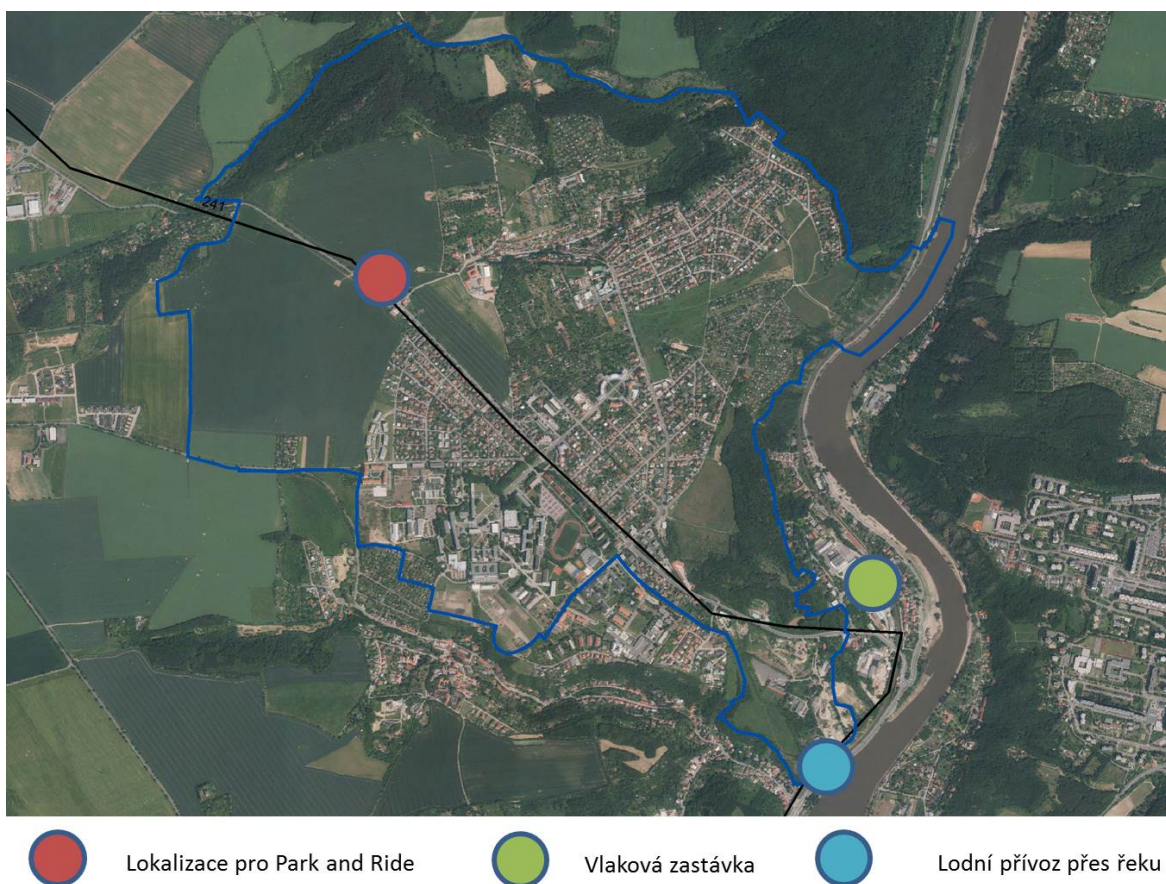 241
Lokalizace pro Park and Ride
Vlaková zastávka
Lodní přívoz přes řeku